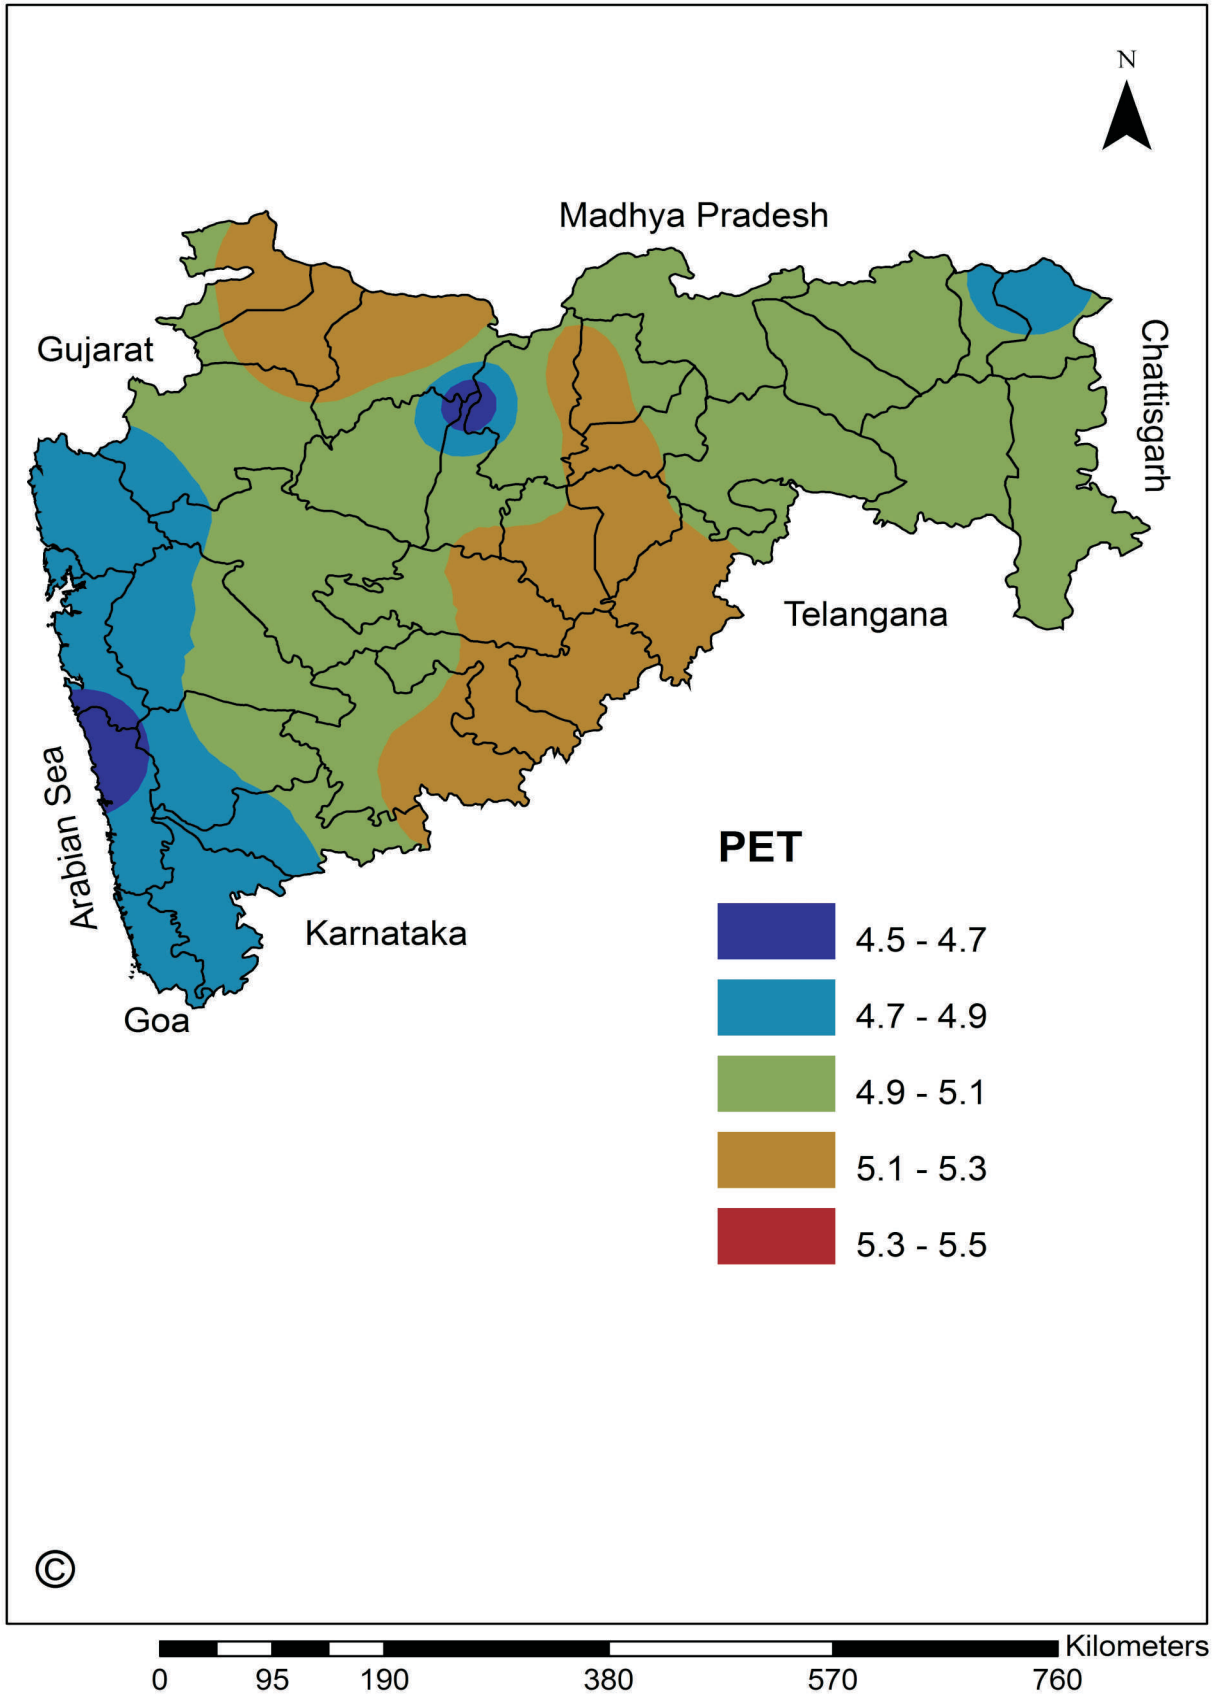 N
Madhya Pradesh
Gujarat
Chattisgarh
Telangana
Arabian Sea
Karnataka
Goa
PET
4.5 - 4.7
4.7 - 4.9
4.9 - 5.1
5.1 - 5.3
5.3 - 5.5
©
Kilometers
0 95 190 380 570 760